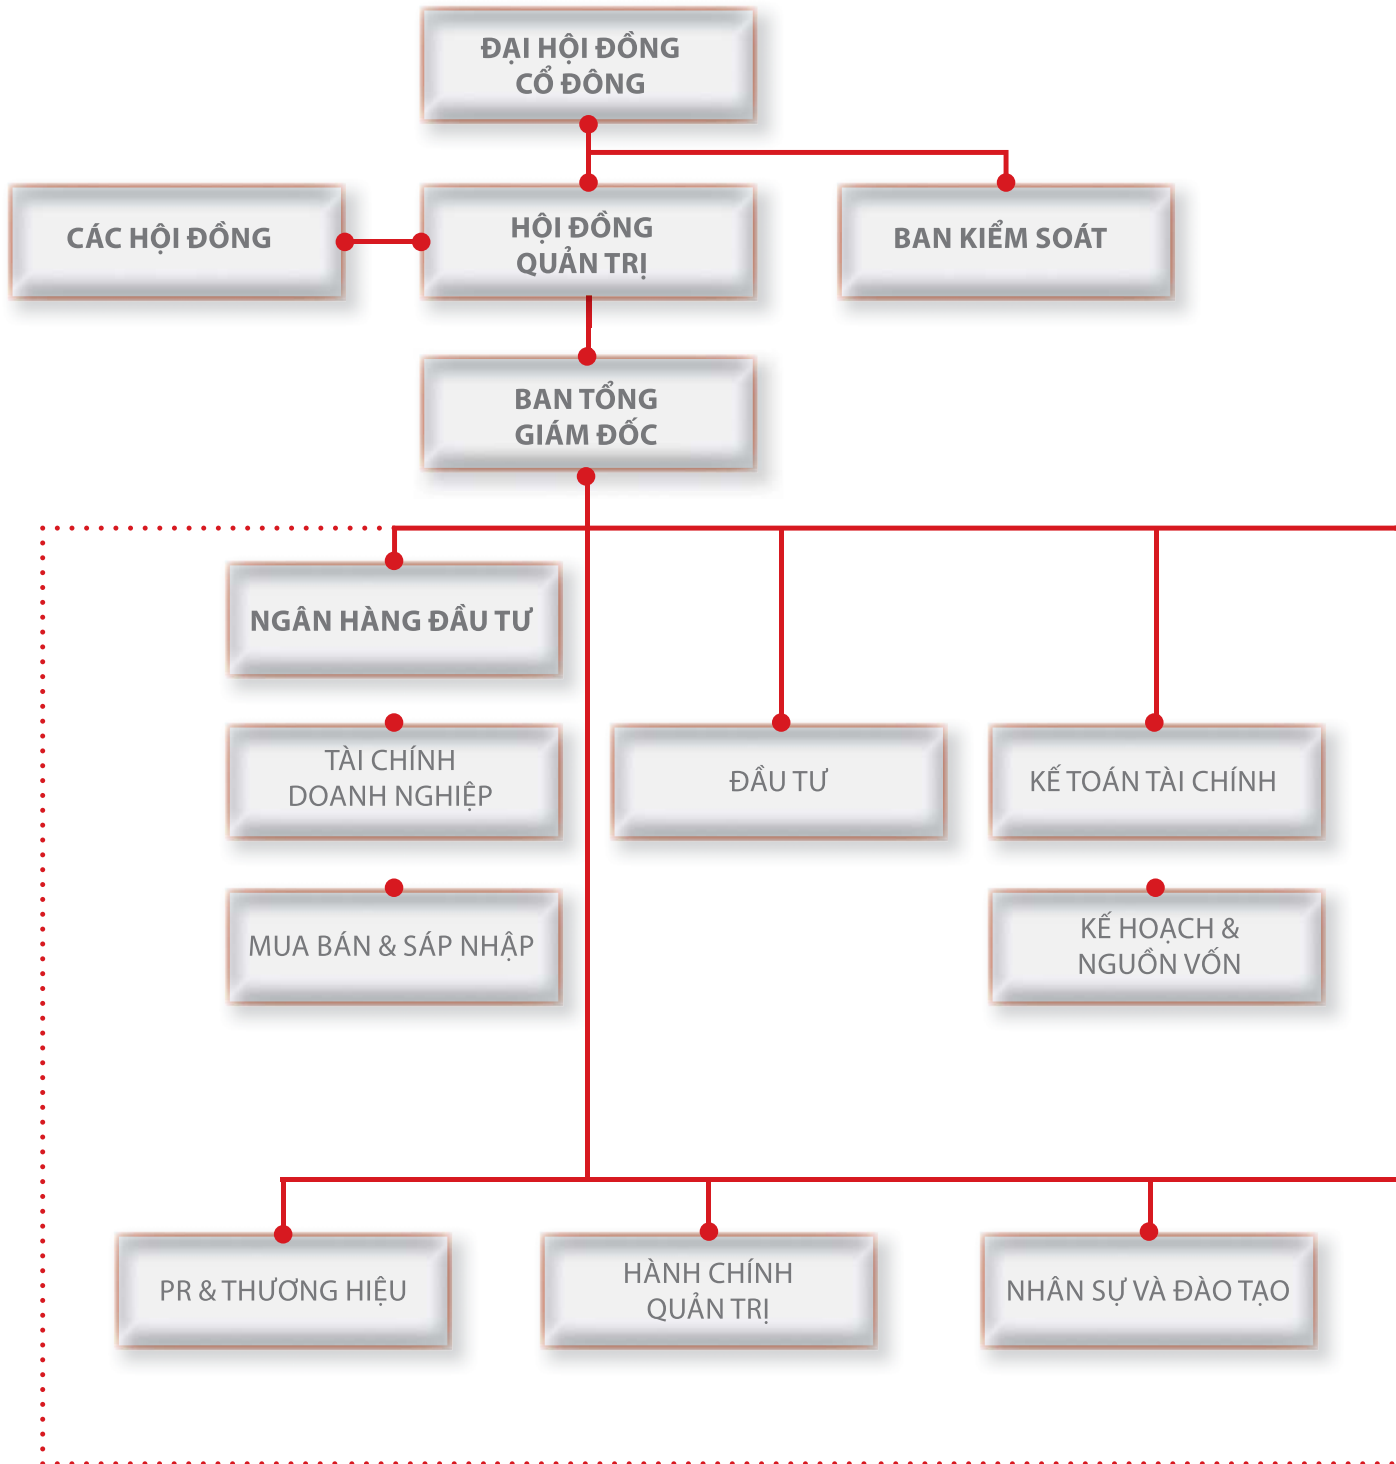 ĐẠI HỘI ĐỒNG
CỔ ĐÔNG
CÁC HỘI ĐỒNG
HỘI ĐỒNG
QUẢN TRỊ
BAN KIỂM SOÁT
BAN TỔNG
GIÁM ĐỐC
NGÂN HÀNG ĐẦU TƯ
TÀI CHÍNH
DOANH NGHIỆP
ĐẦU TƯ
KẾ TOÁN TÀI CHÍNH
MUA BÁN & SÁP NHẬP
KẾ HOẠCH &
NGUỒN VỐN
PR & THƯƠNG HIỆU
HÀNH CHÍNH
QUẢN TRỊ
NHÂN SỰ VÀ ĐÀO TẠO